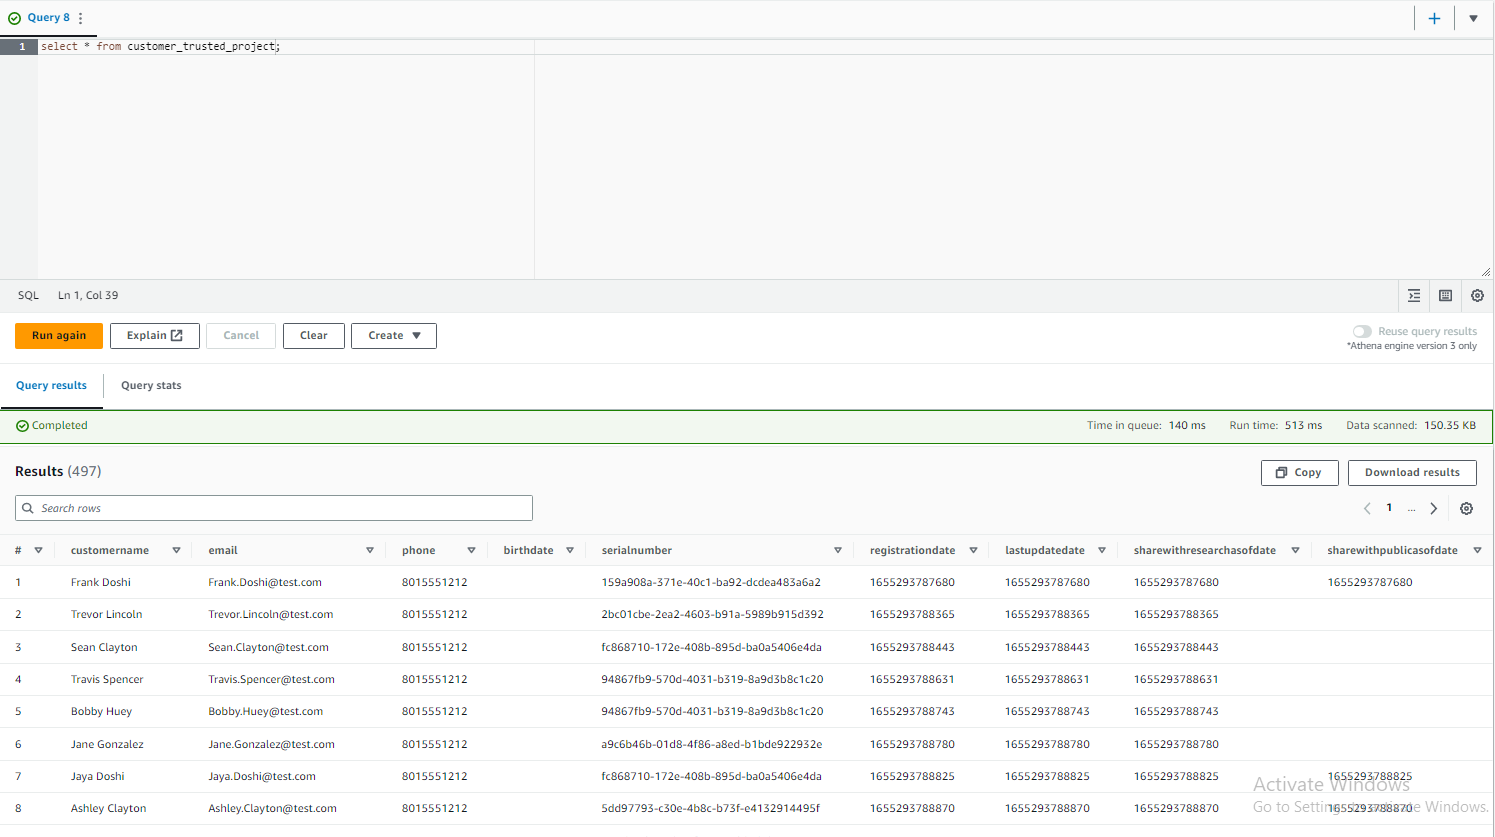 Query 8
1 select * from customer_trusted_project;
SQL Ln 1, Col 39
Run again Explain Cancel Clear Create Reuse query results
*Athena engine version 3 only
Query results Query stats
Completed Time in queue: 140 ms Run time: 513 ms Data scanned: 150.35 KB
Results (497) Copy Download results
Search rows 1 ...
# customername email phone birthdate serialnumber registrationdate lastupdatedate sharewithresearchasofdate sharewithpublicasofdate
1 Frank Doshi Frank.Doshi@test.com 8015551212 159a908a-371e-40c1-ba92-dcdea483a6a2 1655293787680 1655293787680 1655293787680 1655293787680
2 Trevor Lincoln Trevor.Lincoln@test.com 8015551212 2bc01cbe-2ea2-4603-b91a-5989b915d392 1655293788365 1655293788365 1655293788365
3 Sean Clayton Sean.Clayton@test.com 8015551212 fc868710-172e-408b-895d-ba0a5406e4da 1655293788443 1655293788443 1655293788443
4 Travis Spencer Travis.Spencer@test.com 8015551212 94867fb9-570d-4031-b319-8a9d3b8c1c20 1655293788631 1655293788631 1655293788631
5 Bobby Huey Bobby.Huey@test.com 8015551212 94867fb9-570d-4031-b319-8a9d3b8c1c20 1655293788743 1655293788743 1655293788743
6 Jane Gonzalez Jane.Gonzalez@test.com 8015551212 a9c6b46b-01d8-4f86-a8ed-b1bde922932e 1655293788780 1655293788780 1655293788780
7 Jaya Doshi Jaya.Doshi@test.com 8015551212 fc868710-172e-408b-895d-ba0a5406e4da 1655293788825 1655293788825 1655293788825 1655293788825
Activate Windows
8 Ashley Clayton Ashley.Clayton@test.com 8015551212 5dd97793-c30e-4b8c-b73f-e4132914495f 1655293788870 1655293788870 1655293788870 1655293788870
Go to Settings to activate Windows.